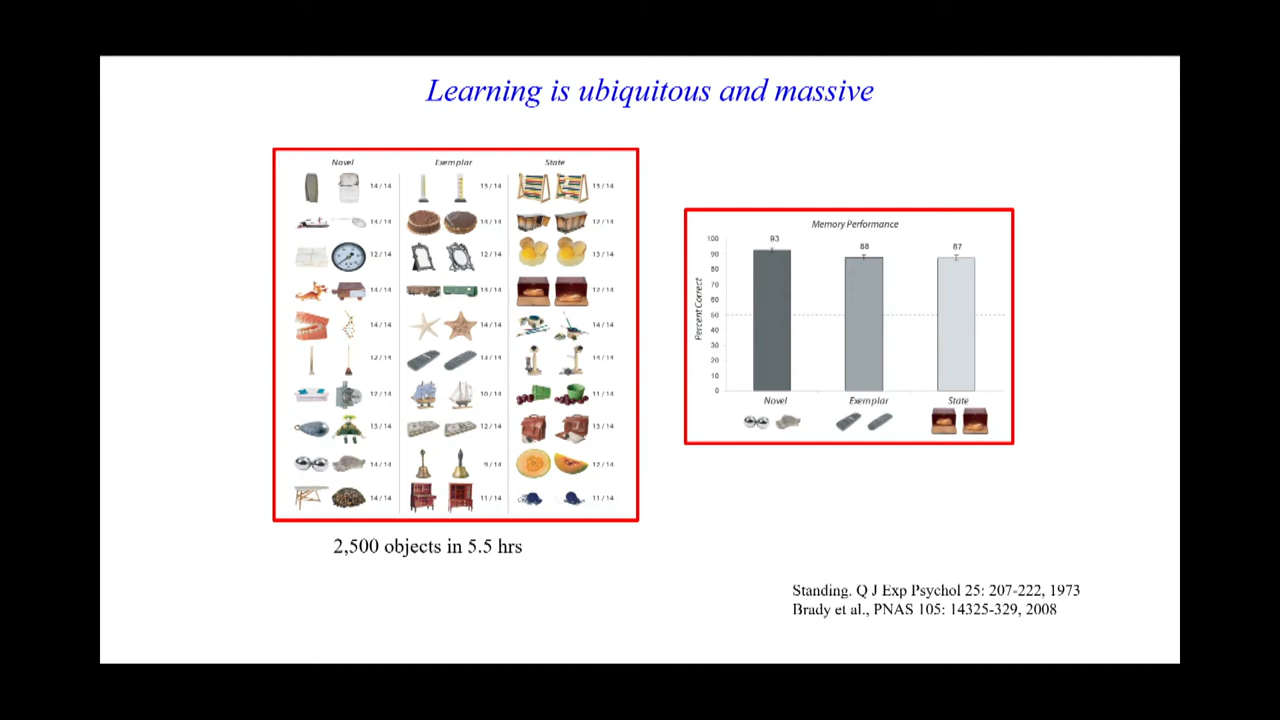 Learning is ubiquitous and massive
Novel Exemplar State
14 / 14 13 / 14 13 / 14
13 / 14 14 / 14 12 / 14
12 / 14 12 / 14 13 / 14
14 / 14 13 / 14 12 / 14
14 / 14 14 / 14 14 / 14
12 / 14 13 / 14 14 / 14
12 / 14 10 / 14 11 / 14
13 / 14 12 / 14 13 / 14
14 / 14 9 / 14 12 / 14
14 / 14 11 / 14 11 / 14
2,500 objects in 5.5 hrs
Memory Performance
Percent Correct
100
90
80
70
60
50
40
30
20
10
0
93 88 87
Novel Exemplar State
Standing. Q J Exp Psychol 25: 207-222, 1973
Brady et al., PNAS 105: 14325-329, 2008